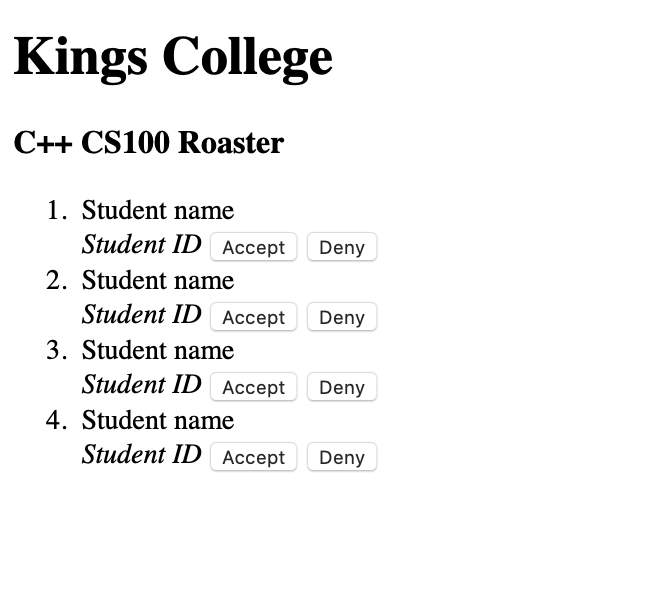 Kings College
C++ CS100 Roaster
1. Student name
Student ID Accept Deny
2. Student name
Student ID Accept Deny
3. Student name
Student ID Accept Deny
4. Student name
Student ID Accept Deny